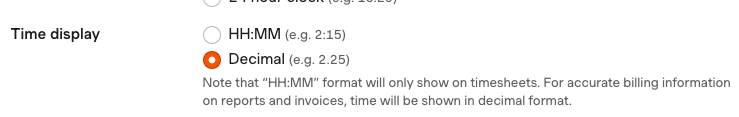 Time display
HH:MM (e.g. 2:15)
Decimal (e.g. 2.25)
Note that “HH:MM” format will only show on timesheets. For accurate billing information
on reports and invoices, time will be shown in decimal format.